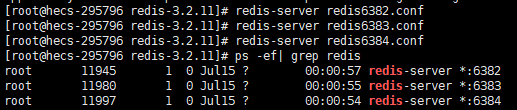 [root@hecs-295796 redis-3.2.11]# redis-server redis6382.conf
[root@hecs-295796 redis-3.2.11]# redis-server redis6383.conf
[root@hecs-295796 redis-3.2.11]# redis-server redis6384.conf
[root@hecs-295796 redis-3.2.11]# ps -ef| grep redis
root 11945 1 0 Jul15 ? 00:00:57 redis-server *:6382
root 11980 1 0 Jul15 ? 00:00:55 redis-server *:6383
root 11997 1 0 Jul15 ? 00:00:54 redis-server *:6384